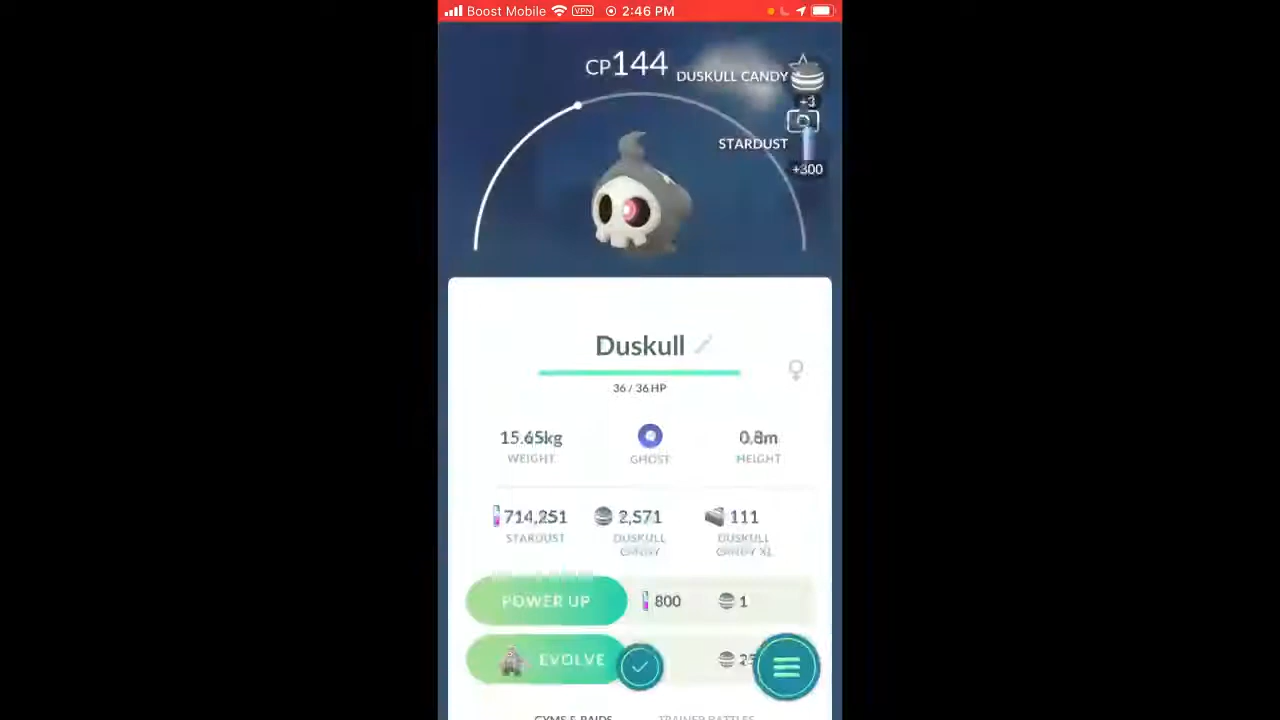 Boost Mobile VPN 2:46 PM
CP144
DUSKULL CANDY
+3
STARDUST
+300
Duskull
36 / 36 HP
15.65kg 0.8m
WEIGHT GHOST HEIGHT
714,251 2,571 111
STARDUST DUSKULL CANDY DUSKULL CANDY XL
POWER UP 800 1
EVOLVE 25
GYMS & RAIDS TRAINER BATTLES